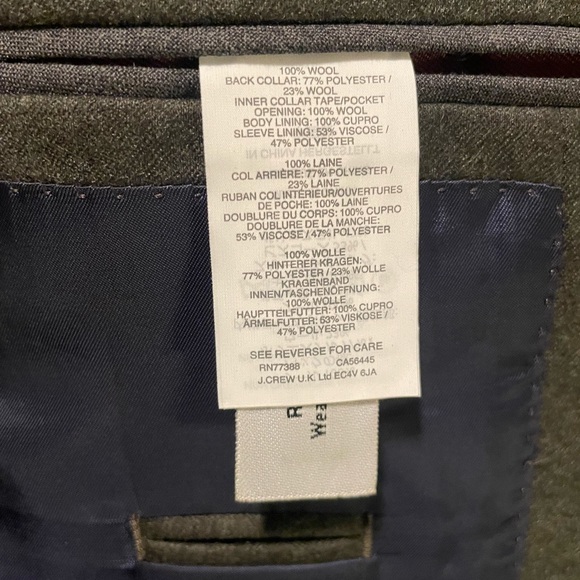 100% WOOL
BACK COLLAR: 77% POLYESTER /
23% WOOL
INNER COLLAR TAPE/POCKET
OPENING: 100% WOOL
BODY LINING: 100% CUPRO
SLEEVE LINING: 53% VISCOSE /
47% POLYESTER
IN CHINA HERGESTELLT
100% LAINE
COL ARRIÈRE: 77% POLYESTER /
23% LAINE
RUBAN COL INTÉRIEUR/OUVERTURES
DE POCHE: 100% LAINE
DOUBLURE DU CORPS: 100% CUPRO
DOUBLURE DE LA MANCHE:
53% VISCOSE / 47% POLYESTER
100% WOLLE
HINTERER KRAGEN:
77% POLYESTER / 23% WOLLE
KRAGENBAND
INNEN/TASCHENÖFFNUNG:
100% WOLLE
HAUPTTEILFUTTER: 100% CUPRO
ÄRMELFUTTER: 53% VISKOSE /
47% POLYESTER
SEE REVERSE FOR CARE
RN77388 CA56445
J.CREW U.K. Ltd EC4V 6JA